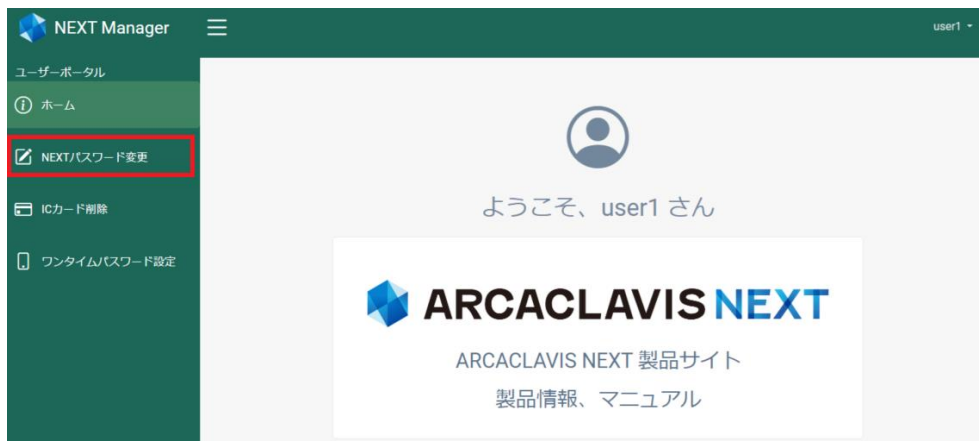 NEXT Manager
user1
ユーザーポータル
ホーム
NEXTパスワード変更
ICカード削除
ワンタイムパスワード設定
ようこそ、user1 さん
ARCACLAVIS NEXT
ARCACLAVIS NEXT 製品サイト
製品情報、マニュアル